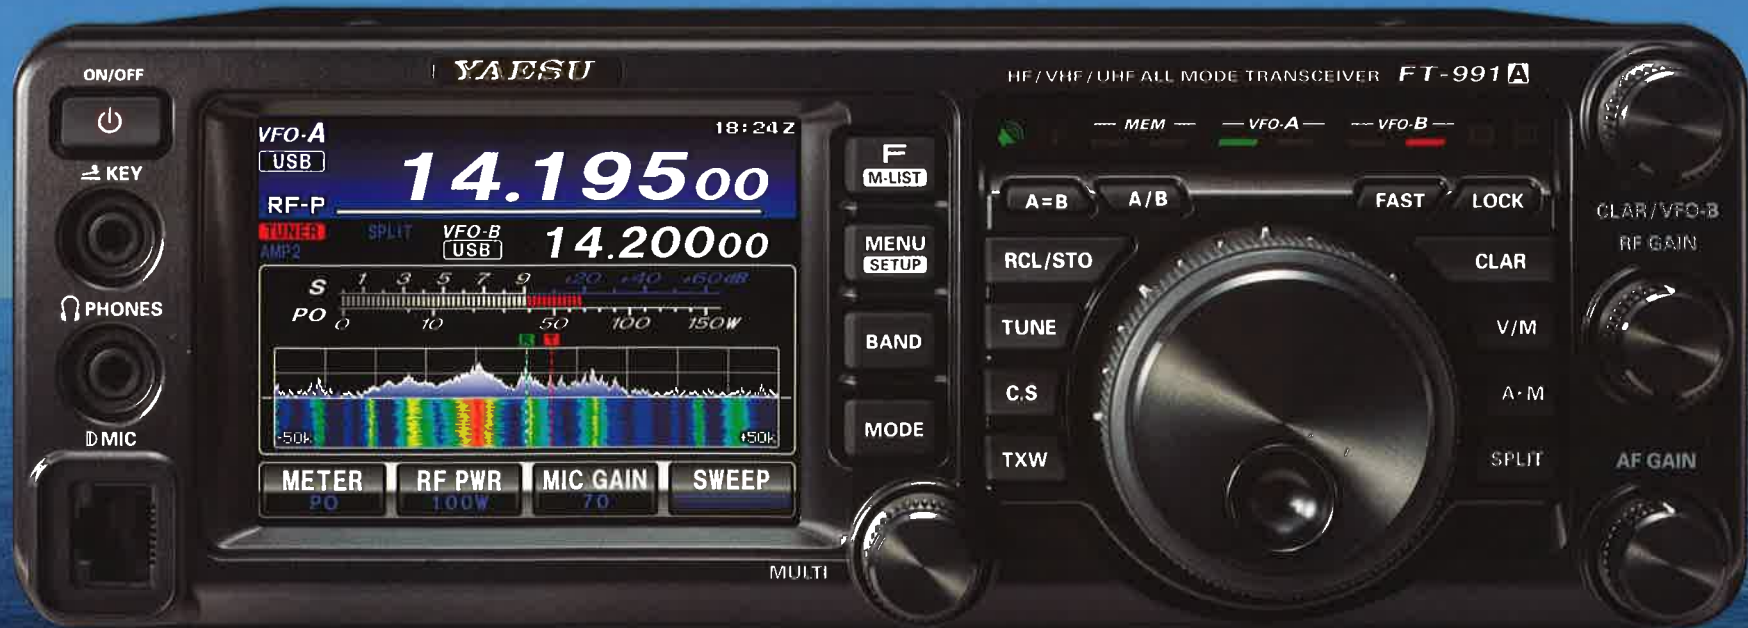 ON/OFF
YAESU
HF/VHF/UHF ALL MODE TRANSCEIVER FT-991A
KEY
PHONES
MIC
VFO-A
18:24Z
USB
14.19500
RF-P
TUNER
SPLIT
VFO-B
AMP2
USB
14.20000
S 1 3 5 7 9 +20 +40 +60dB
PO 0 10 50 100 150W
R T
-50k +50k
METER
PO
RF PWR
100W
MIC GAIN
70
SWEEP
F
M-LIST
MENU
SETUP
BAND
MODE
MULTI
MEM VFO-A VFO-B
A=B A/B FAST LOCK
RCL/STO
TUNE
C.S
TXW
CLAR
V/M
A·M
SPLIT
CLAR/VFO-B
RF GAIN
AF GAIN